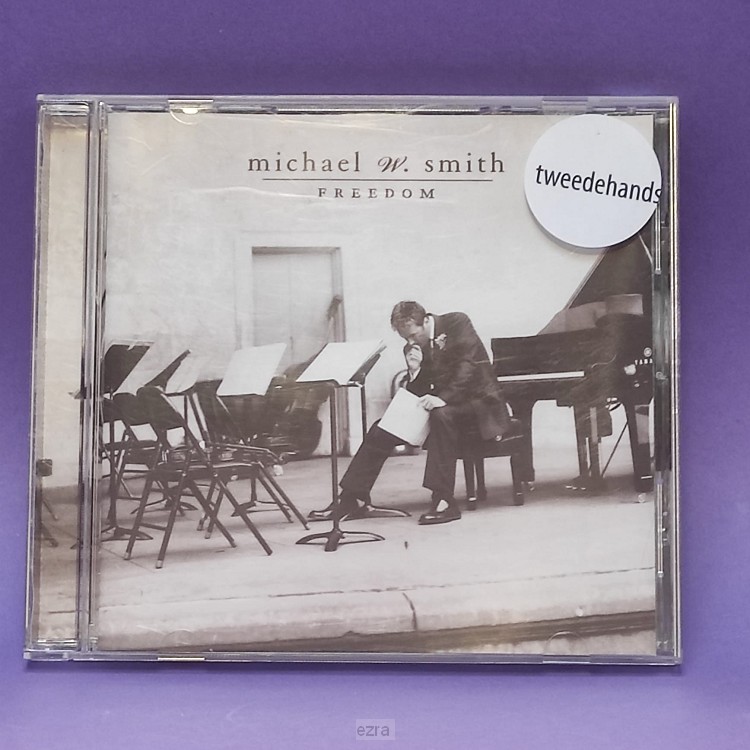 michael w. smith
FREEDOM
tweedehands
ezra